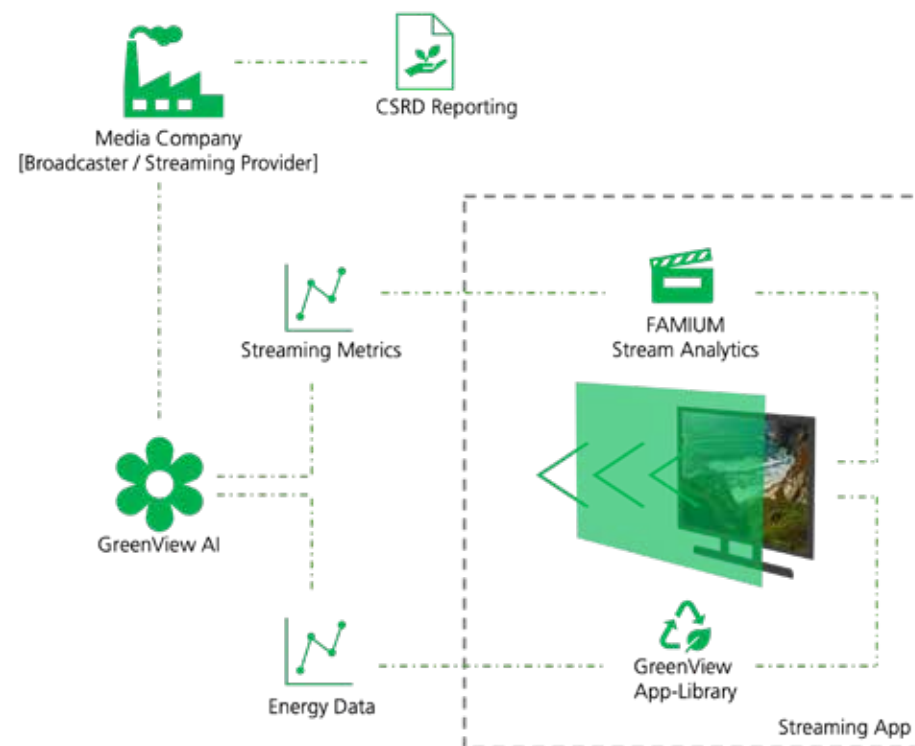 CSRD Reporting
Media Company
[Broadcaster / Streaming Provider]
Streaming Metrics
FAMIUM
Stream Analytics
GreenView AI
Energy Data
GreenView
App-Library
Streaming App